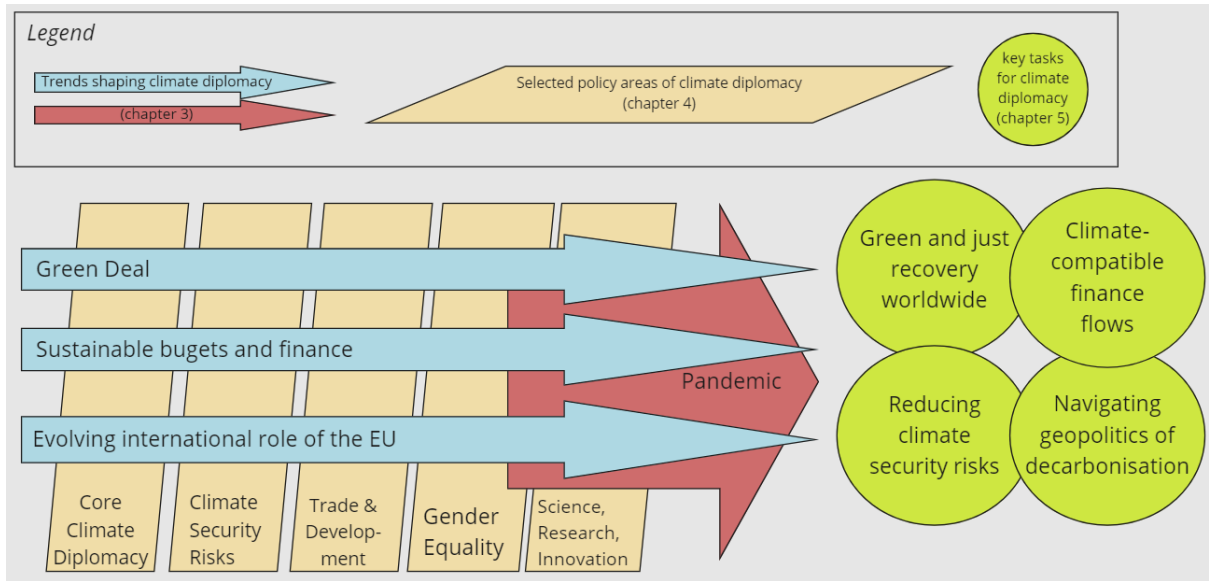 Legend
Trends shaping climate diplomacy
(chapter 3)
Selected policy areas of climate diplomacy
(chapter 4)
key tasks
for climate
diplomacy
(chapter 5)
Green Deal
Sustainable bugets and finance
Pandemic
Evolving international role of the EU
Core
Climate
Diplomacy
Climate
Security
Risks
Trade &
Develop-
ment
Gender
Equality
Science,
Research,
Innovation
Green and just
recovery
worldwide
Climate-
compatible
finance
flows
Reducing
climate
security risks
Navigating
geopolitics of
decarbonisation